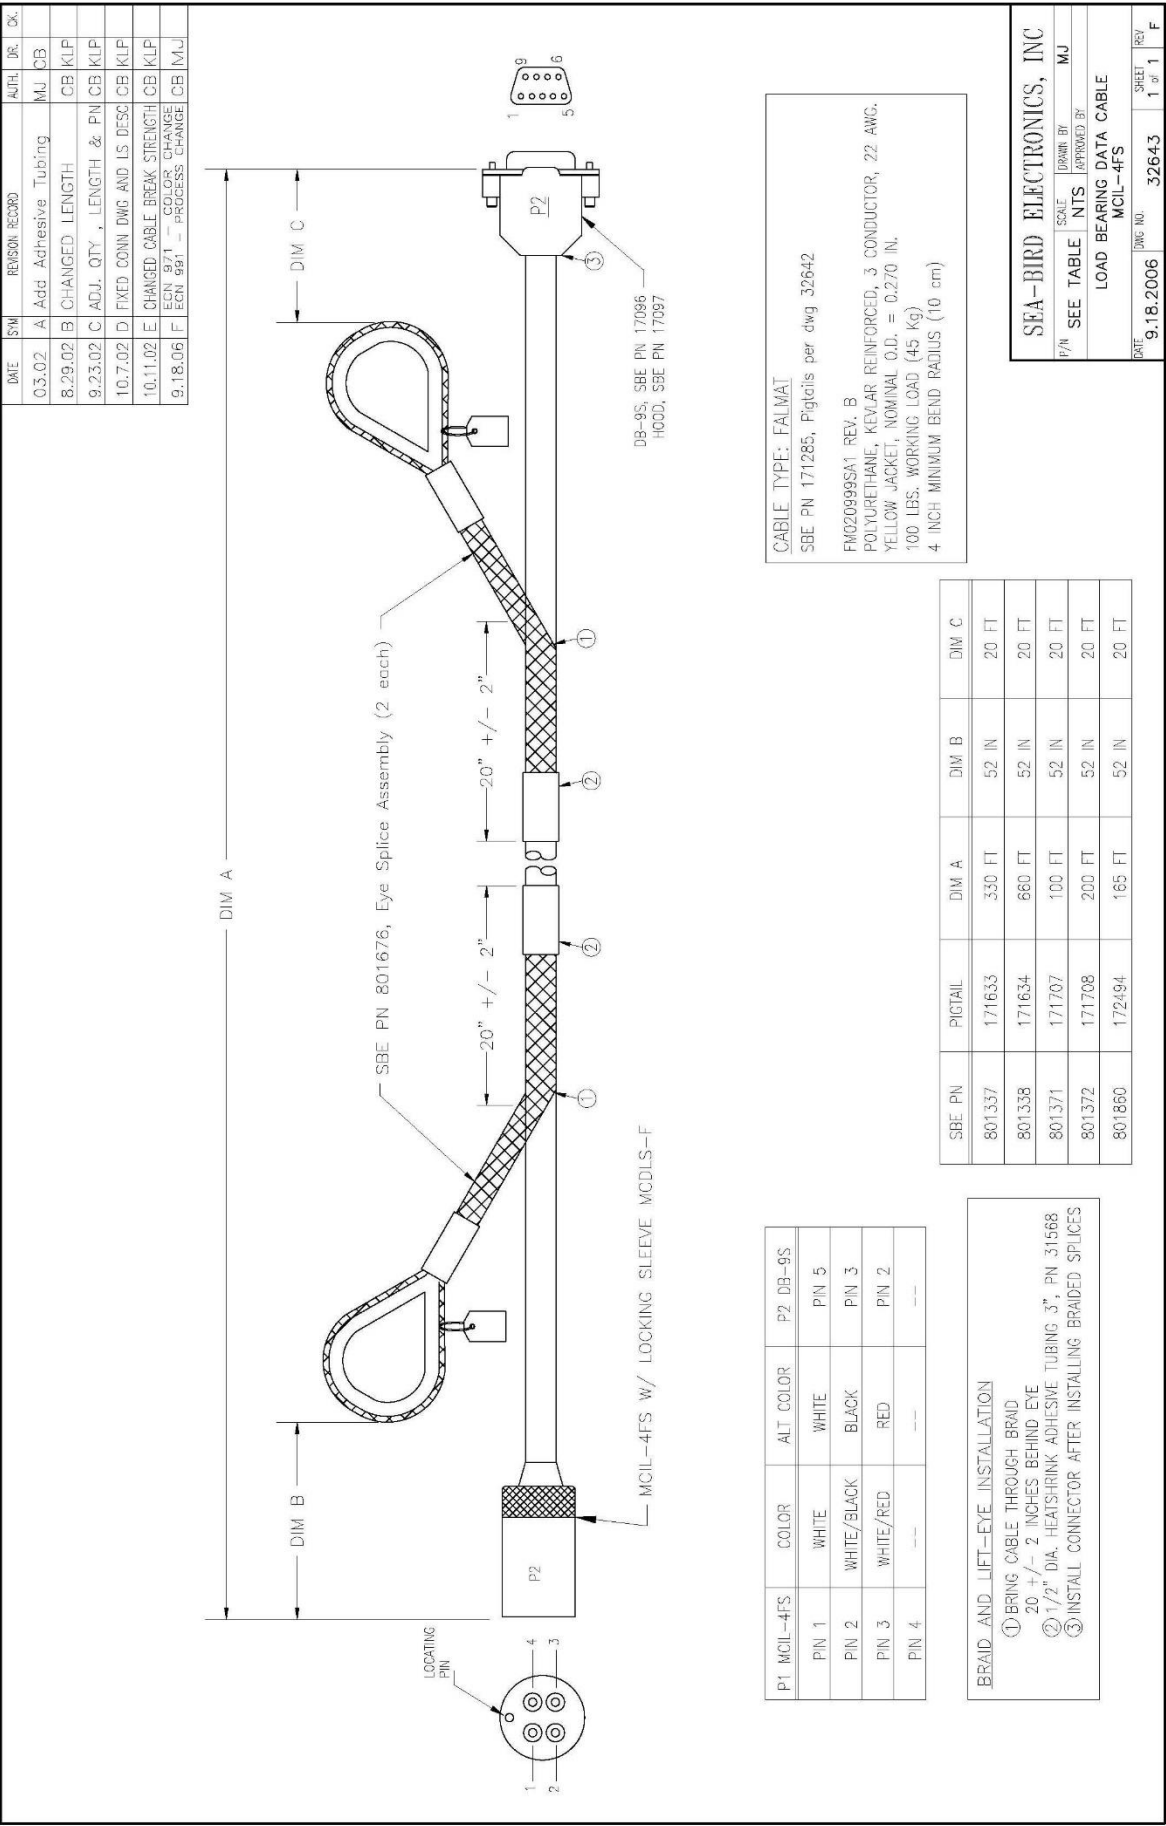 DATE SYM REVISION RECORD AUTH. DR. CK.
03.02 A Add Adhesive Tubing MJ CB
8.29.02 B CHANGED LENGTH CB KLP
9.23.02 C ADJ. QTY , LENGTH & PN CB KLP
10.7.02 D FIXED CONN DWG AND LS DESC CB KLP
10.11.02 E CHANGED CABLE BREAK STRENGTH CB KLP
9.18.06 F ECN 971 - COLOR CHANGE CB MJ
ECN 991 - PROCESS CHANGE
DIM A
DIM B
DIM C
SBE PN 801676, Eye Splice Assembly (2 each)
20" +/- 2"
20" +/- 2"
LOCATING
PIN
1
4
2
3
P2
P2
1
9
5
6
1
2
2
1
3
MCIL-4FS W/ LOCKING SLEEVE MCDLS-F
DB-9S, SBE PN 17096
HOOD, SBE PN 17097
P1 MCIL-4FS COLOR ALT COLOR P2 DB-9S
PIN 1 WHITE WHITE PIN 5
PIN 2 WHITE/BLACK BLACK PIN 3
PIN 3 WHITE/RED RED PIN 2
PIN 4 -- -- --
CABLE TYPE: FALMAT
SBE PN 171285, Pigtails per dwg 32642
FM020999SA1 REV. B
POLYURETHANE, KEVLAR REINFORCED, 3 CONDUCTOR, 22 AWG.
YELLOW JACKET, NOMINAL O.D. = 0.270 IN.
100 LBS. WORKING LOAD (45 Kg)
4 INCH MINIMUM BEND RADIUS (10 cm)
BRAID AND LIFT-EYE INSTALLATION
① BRING CABLE THROUGH BRAID
20 +/- 2 INCHES BEHIND EYE
② 1/2" DIA. HEATSHRINK ADHESIVE TUBING 3", PN 31568
③ INSTALL CONNECTOR AFTER INSTALLING BRAIDED SPLICES
SBE PN PIGTAIL DIM A DIM B DIM C
801337 171633 330 FT 52 IN 20 FT
801338 171634 660 FT 52 IN 20 FT
801371 171707 100 FT 52 IN 20 FT
801372 171708 200 FT 52 IN 20 FT
801860 172494 165 FT 52 IN 20 FT
SEA-BIRD ELECTRONICS, INC
P/N SEE TABLE SCALE NTS DRAWN BY MJ
APPROVED BY
LOAD BEARING DATA CABLE
MCIL-4FS
DATE 9.18.2006 DWG NO. 32643 SHEET 1 of 1 REV F